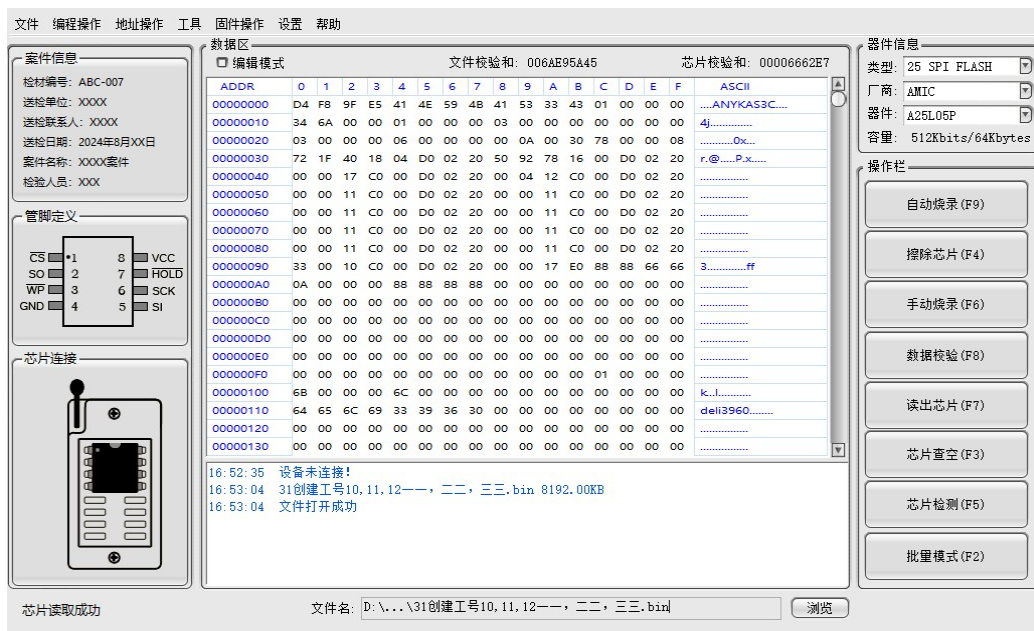 文件 编程操作 地址操作 工具 固件操作 设置 帮助
案件信息
检材编号: ABC-007
送检单位: XXXX
送检联系人: XXXX
送检日期: 2024年8月XX日
案件名称: XXXX案件
检验人员: XXX
管脚定义
CS 1 8 VCC
SO 2 7 HOLD
WP 3 6 SCK
GND 4 5 SI
芯片连接
数据区
编辑模式 文件校验和: 006AE95A45 芯片校验和: 00006662E7
ADDR 0 1 2 3 4 5 6 7 8 9 A B C D E F ASCII
00000000 D4 F8 9F E5 41 4E 59 4B 41 53 33 43 01 00 00 00 ....ANYKAS3C....
00000010 34 6A 00 00 01 00 00 00 03 00 00 00 00 00 00 00 4j..............
00000020 03 00 00 00 06 00 00 00 00 0A 00 30 78 00 00 08 ...........0x...
00000030 72 1F 40 18 04 D0 02 20 50 92 78 16 00 D0 02 20 r.@.....P.x.....
00000040 00 00 17 C0 00 D0 02 20 00 04 12 C0 00 D0 02 20 ................
00000050 00 00 11 C0 00 D0 02 20 00 00 11 C0 00 D0 02 20 ................
00000060 00 00 11 C0 00 D0 02 20 00 00 11 C0 00 D0 02 20 ................
00000070 00 00 11 C0 00 D0 02 20 00 00 11 C0 00 D0 02 20 ................
00000080 00 00 11 C0 00 D0 02 20 00 00 11 C0 00 D0 02 20 ................
00000090 33 00 10 C0 00 D0 02 20 00 00 17 E0 88 88 66 66 3.............ff
000000A0 0A 00 00 00 88 88 88 88 00 00 00 00 00 00 00 00 ................
000000B0 00 00 00 00 00 00 00 00 00 00 00 00 00 00 00 00 ................
000000C0 00 00 00 00 00 00 00 00 00 00 00 00 00 00 00 00 ................
000000D0 00 00 00 00 00 00 00 00 00 00 00 00 00 00 00 00 ................
000000E0 00 00 00 00 00 00 00 00 00 00 00 00 00 00 00 00 ................
000000F0 00 00 00 00 00 00 00 00 00 00 00 00 01 00 00 00 ................
00000100 6B 00 00 00 6C 00 00 00 00 00 00 00 00 00 00 00 k...l...........
00000110 64 65 6C 69 33 39 36 30 00 00 00 00 00 00 00 00 deli3960........
00000120 00 00 00 00 00 00 00 00 00 00 00 00 00 00 00 00 ................
00000130 00 00 00 00 00 00 00 00 00 00 00 00 00 00 00 00 ................
16:52:35 设备未连接!
16:53:04 31创建工号10,11,12一一，二二，三三.bin 8192.00KB
16:53:04 文件打开成功
器件信息
类型: 25 SPI FLASH
厂商: AMIC
器件: A25L05P
容量: 512Kbits/64Kbytes
操作栏
自动烧录(F9)
擦除芯片(F4)
手动烧录(F6)
数据校验(F8)
读出芯片(F7)
芯片查空(F3)
芯片检测(F5)
批量模式(F2)
芯片读取成功 文件名: D:\...\31创建工号10,11,12一一，二二，三三.bin 浏览